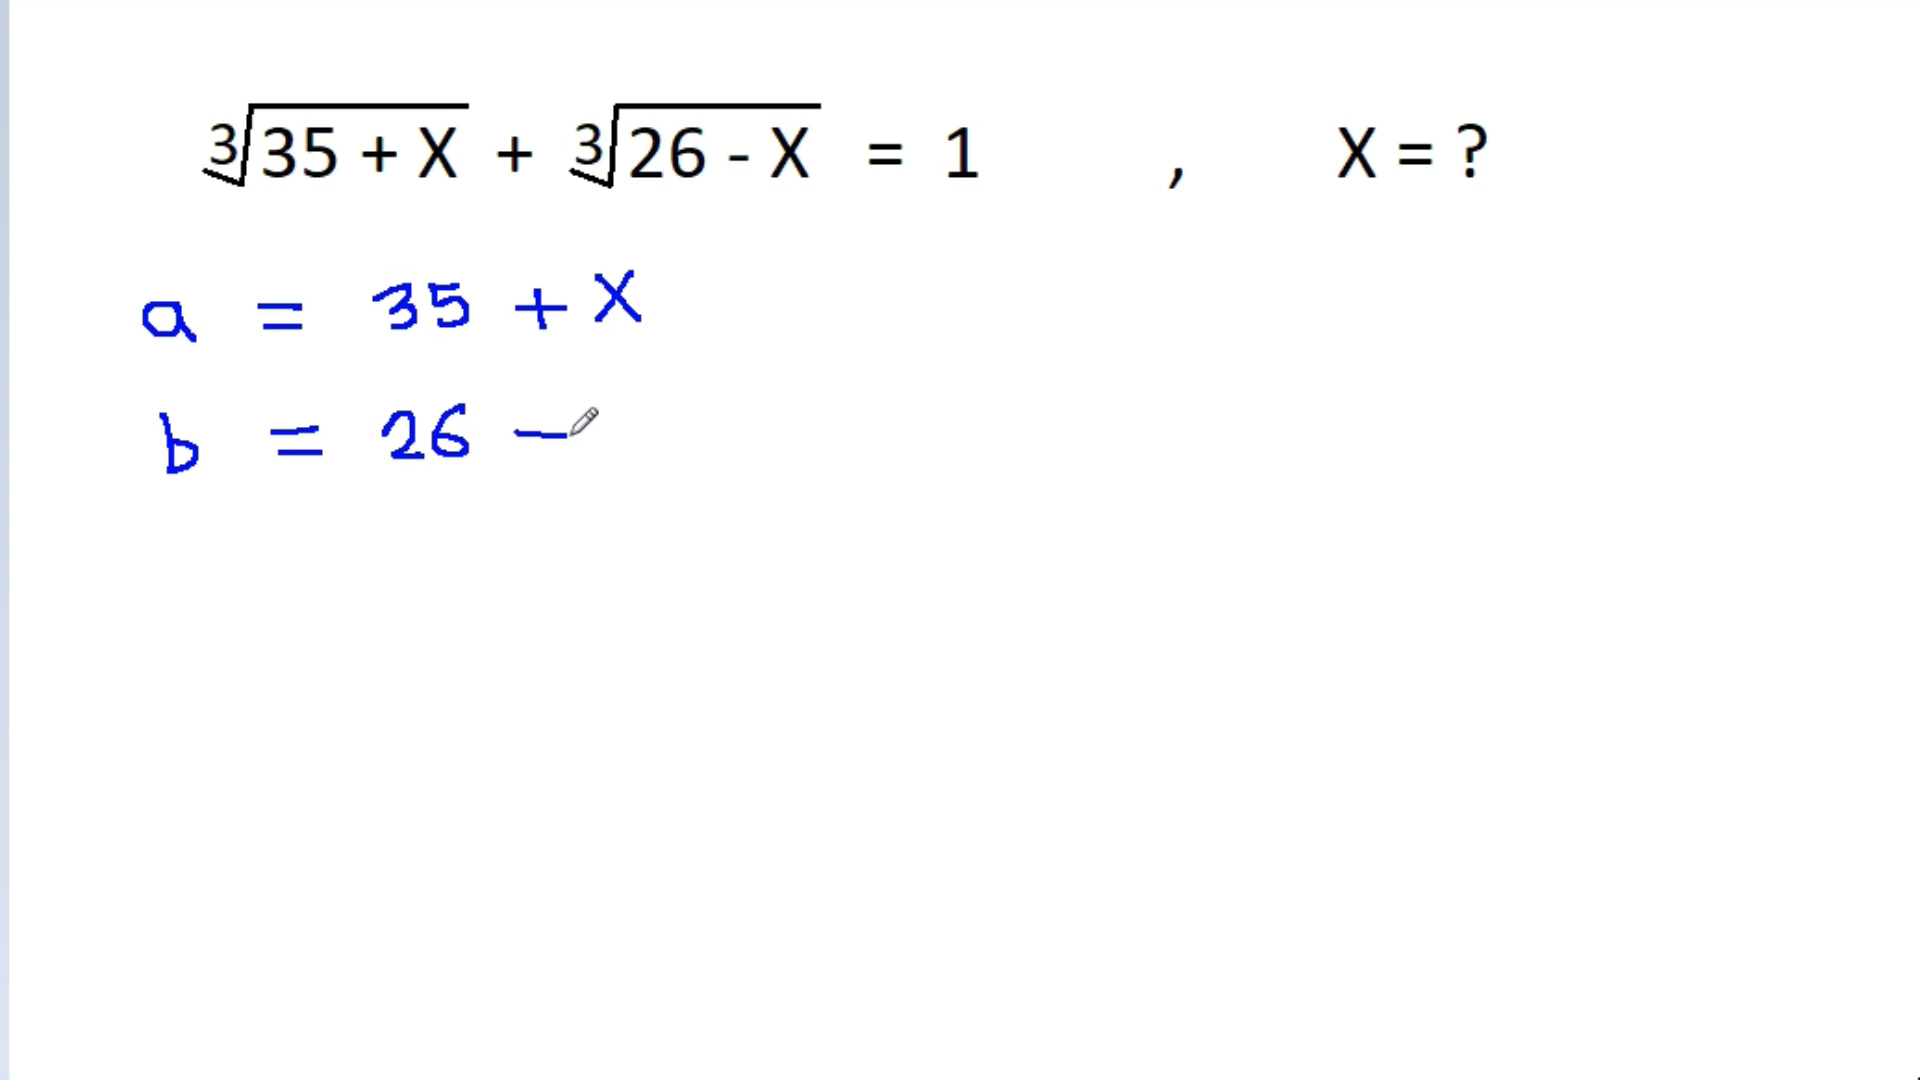 ∛35 + X + ∛26 - X = 1 , X = ?
a = 35 + X
b = 26 -